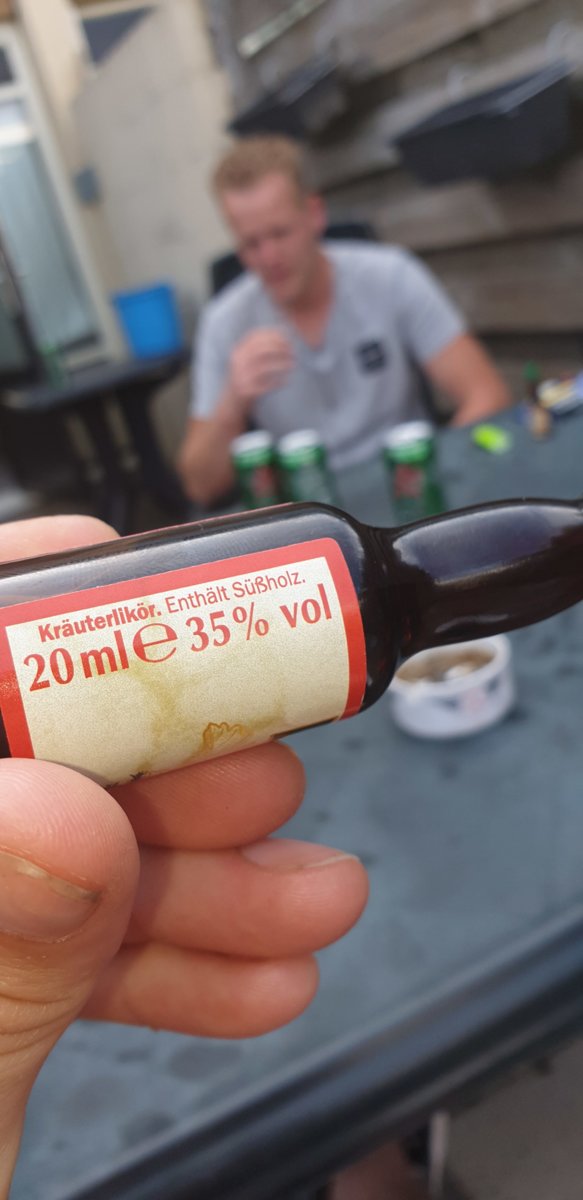 Kräuterlikör. Enthält Süßholz.
20 ml e 35% vol